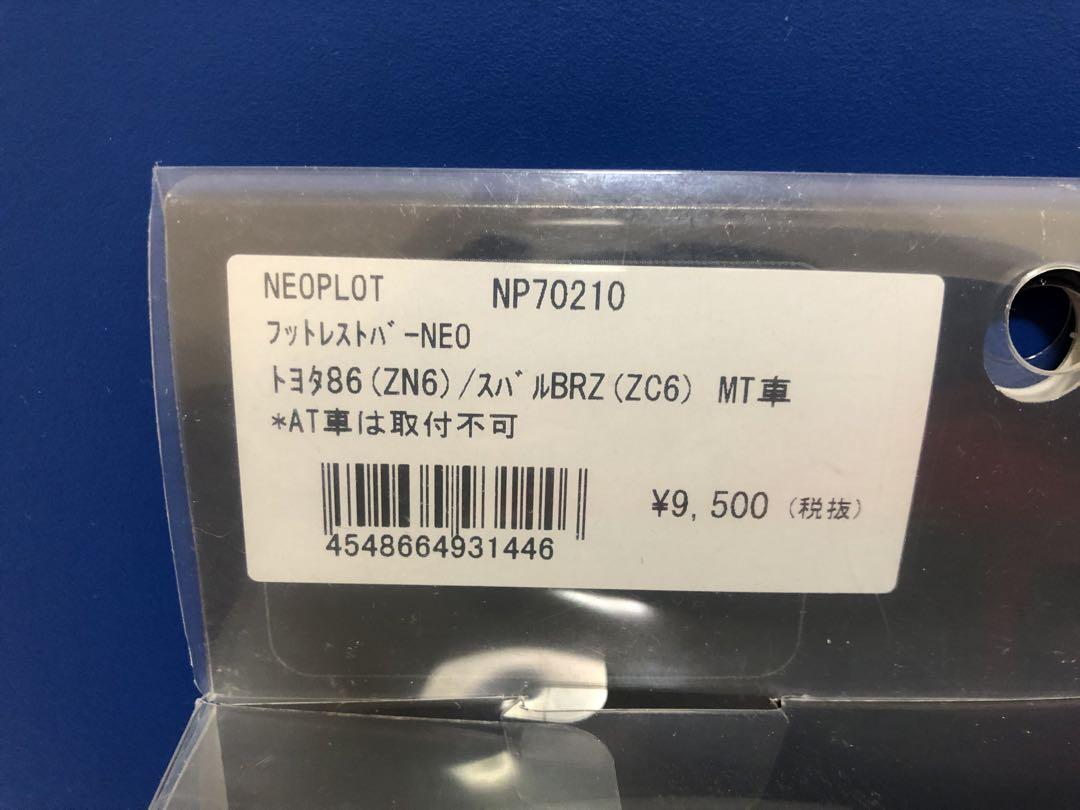 NEOPLOT NP70210
ﾌｯﾄﾚｽﾄﾊﾞｰNEO
ﾄﾖﾀ86(ZN6)/ｽﾊﾞﾙBRZ(ZC6) MT車
*AT車は取付不可
¥9,500 (税抜)
4548664931446